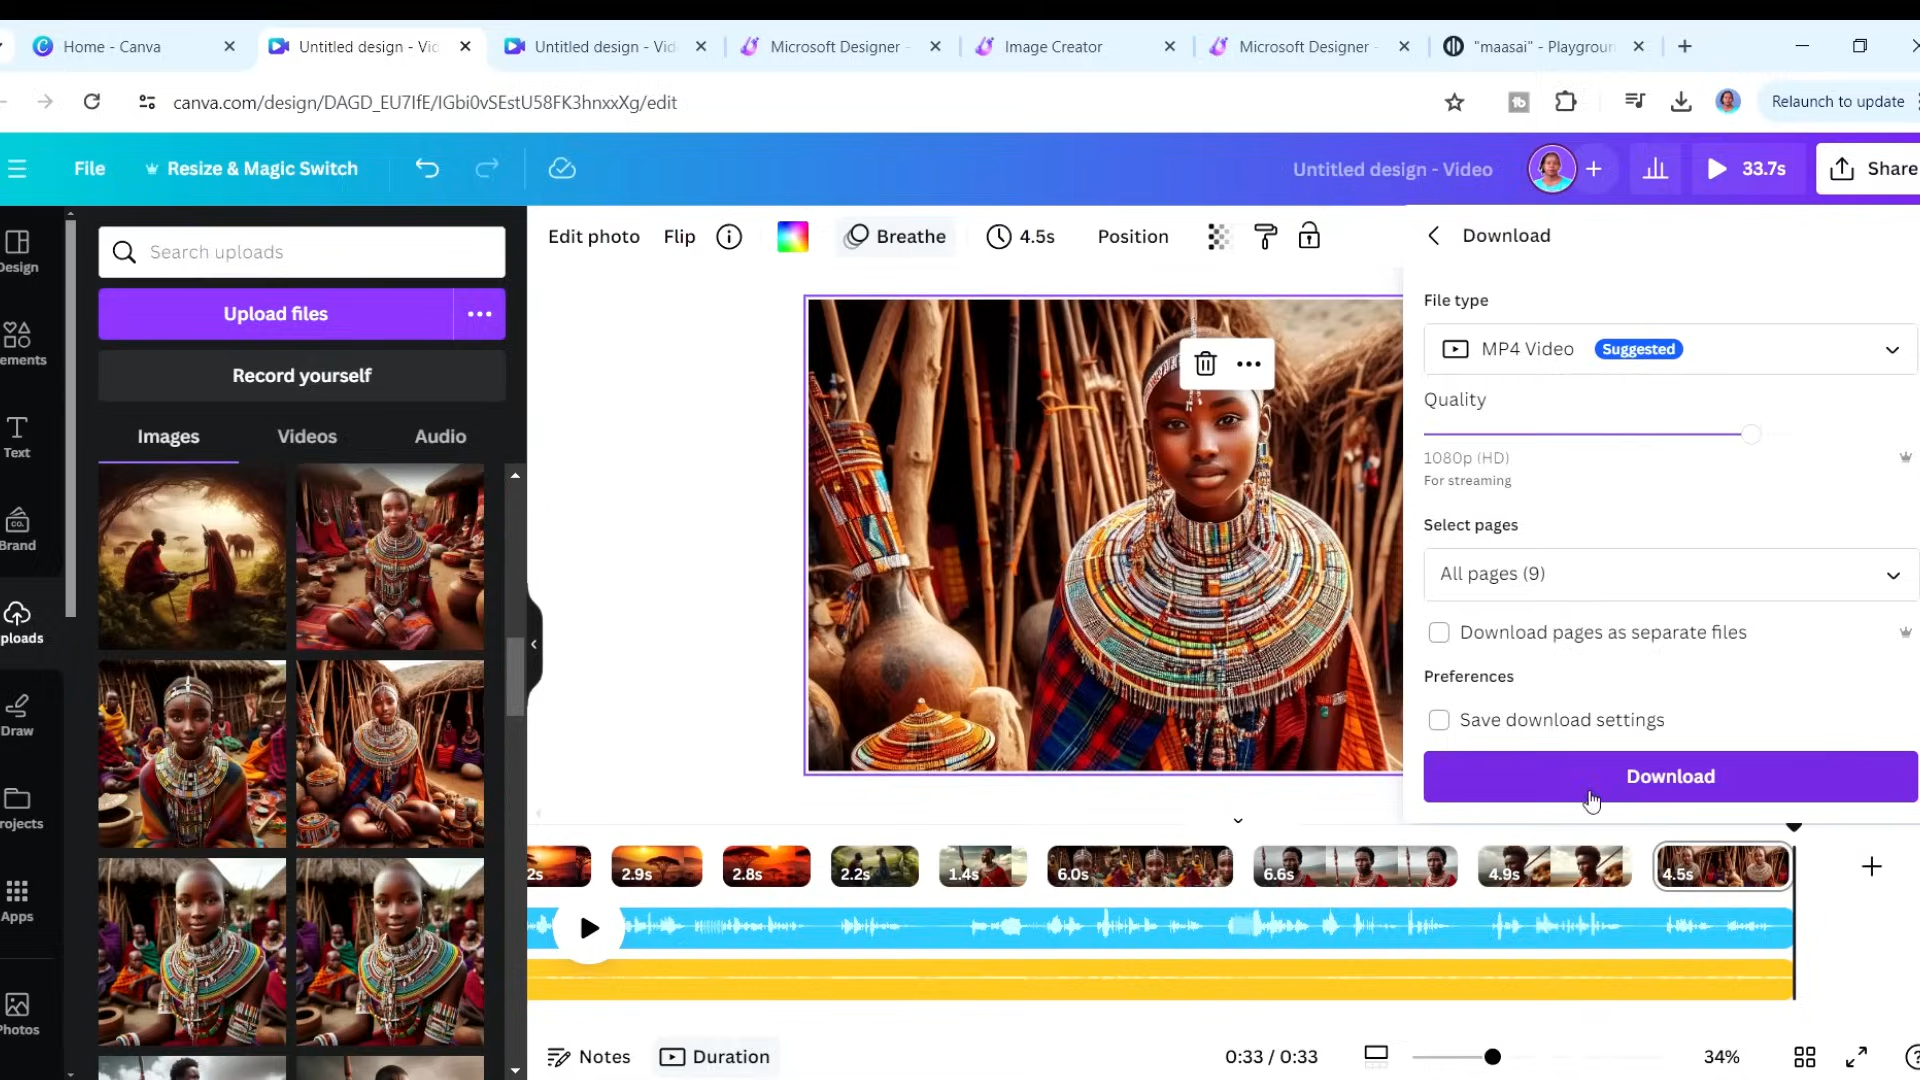 Home - Canva
Untitled design - Vid
Untitled design - Vid
Microsoft Designer -
Image Creator
Microsoft Designer -
"maasai" - Playgroun
canva.com/design/DAGD_EU7IfE/IGbi0vSEstU58FK3hnxxXg/edit
Relaunch to update
File
Resize & Magic Switch
Untitled design - Video
33.7s
Share
Design
ements
Text
Brand
ploads
Draw
rojects
Apps
Photos
Search uploads
Upload files
Record yourself
Images
Videos
Audio
Edit photo
Flip
Breathe
4.5s
Position
Download
File type
MP4 Video
Suggested
Quality
1080p (HD)
For streaming
Select pages
All pages (9)
Download pages as separate files
Preferences
Save download settings
Download
2s
2.9s
2.8s
2.2s
1.4s
6.0s
6.6s
4.9s
4.5s
Notes
Duration
0:33 / 0:33
34%